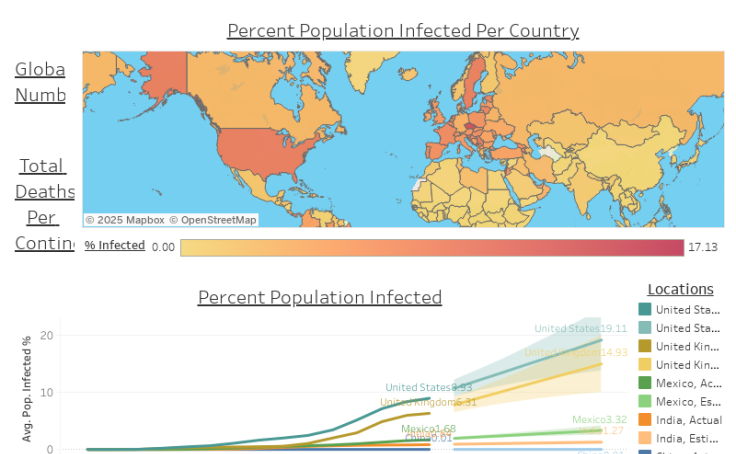 Percent Population Infected Per Country
Globa
Numb
Total
Deaths
Per
Contin
© 2025 Mapbox © OpenStreetMap
% Infected 0.00 17.13
Percent Population Infected
Locations
United Sta...
United Sta...
United Kin...
United Kin...
Mexico, Ac...
Mexico, Es...
India, Actual
India, Esti...
Avg. Pop. Infected %
20
10
0
United States19.11
United Kingdom14.93
United States8.93
United Kingdom6.31
Mexico1.68
China0.01
Mexico3.32
1.27